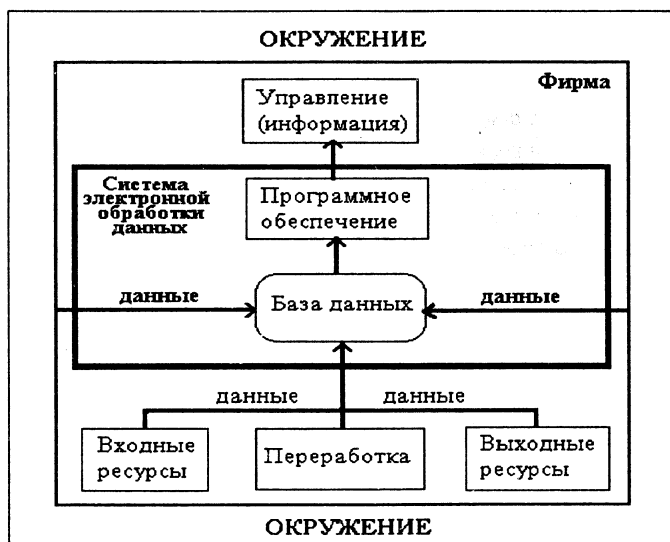 ОКРУЖЕНИЕ
Фирма
Управление
(информация)
Система
электронной
обработки
данных
Программное
обеспечение
данные
База данных
данные
данные
данные
Входные
ресурсы
Переработка
Выходные
ресурсы
ОКРУЖЕНИЕ